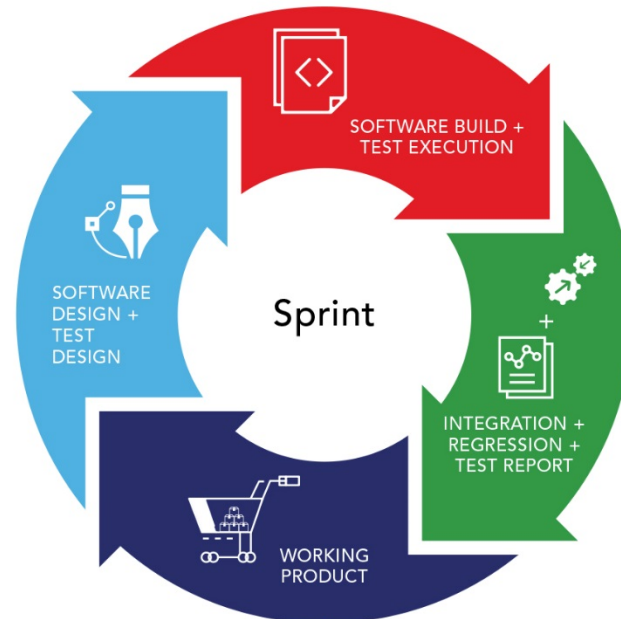 SOFTWARE BUILD +
TEST EXECUTION
SOFTWARE
DESIGN +
TEST
DESIGN
Sprint
+
INTEGRATION +
REGRESSION +
TEST REPORT
WORKING
PRODUCT